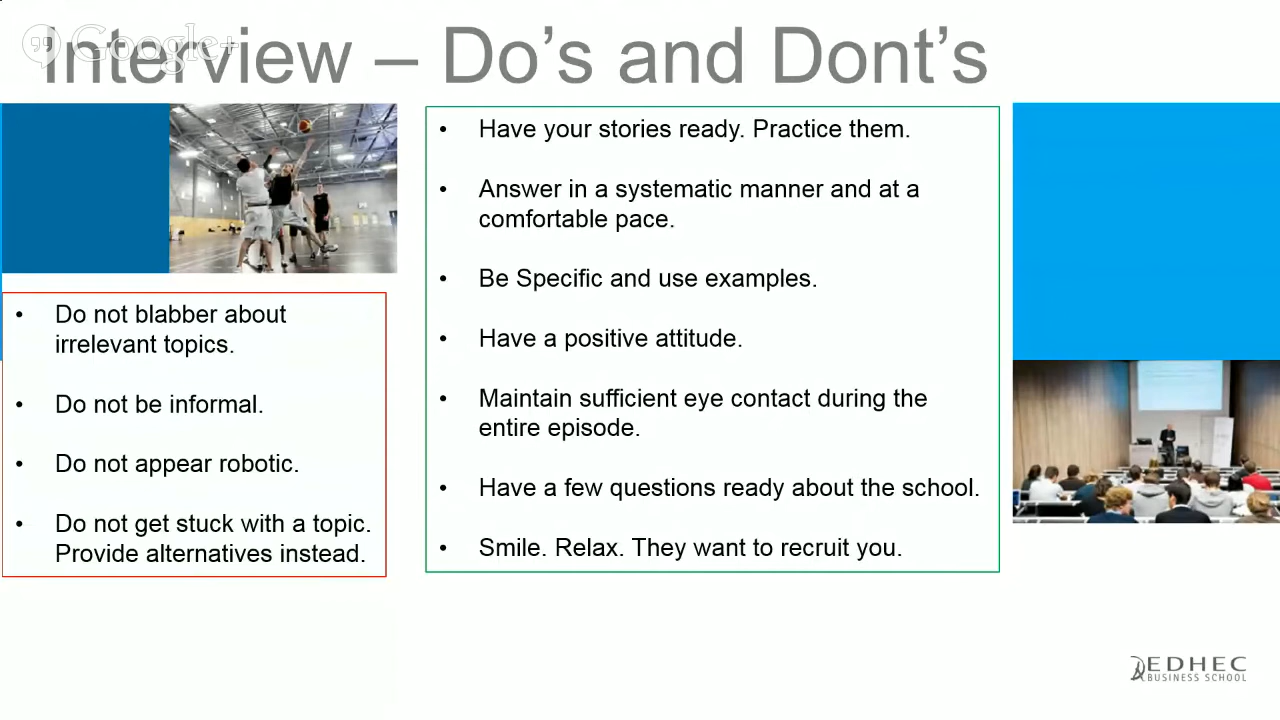 Google+
Interview – Do's and Dont's
• Do not blabber about
irrelevant topics.
• Do not be informal.
• Do not appear robotic.
• Do not get stuck with a topic.
Provide alternatives instead.
• Have your stories ready. Practice them.
• Answer in a systematic manner and at a
comfortable pace.
• Be Specific and use examples.
• Have a positive attitude.
• Maintain sufficient eye contact during the
entire episode.
• Have a few questions ready about the school.
• Smile. Relax. They want to recruit you.
EDHEC
BUSINESS SCHOOL